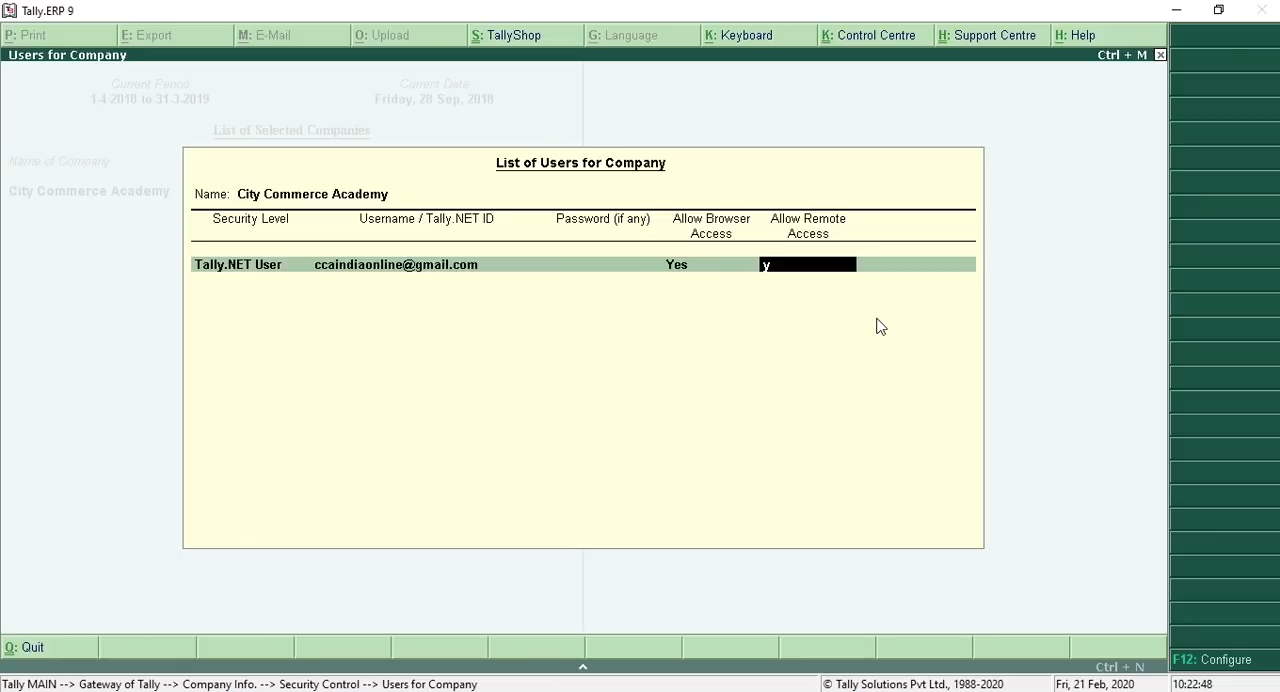 Tally.ERP 9
P: Print E: Export M: E-Mail O: Upload S: TallyShop G: Language K: Keyboard K: Control Centre H: Support Centre H: Help
Users for Company Ctrl + M
Current Period Current Date
1-4-2018 to 31-3-2019 Friday, 28 Sep, 2018
List of Selected Companies
Name of Company
City Commerce Academy
List of Users for Company
Name: City Commerce Academy
Security Level Username / Tally.NET ID Password (if any) Allow Browser Access Allow Remote Access
Tally.NET User ccaindiaonline@gmail.com Yes y
Q: Quit
Ctrl + N
F12: Configure
Tally MAIN --> Gateway of Tally --> Company Info. --> Security Control --> Users for Company © Tally Solutions Pvt Ltd., 1988-2020 Fri, 21 Feb, 2020 10:22:48